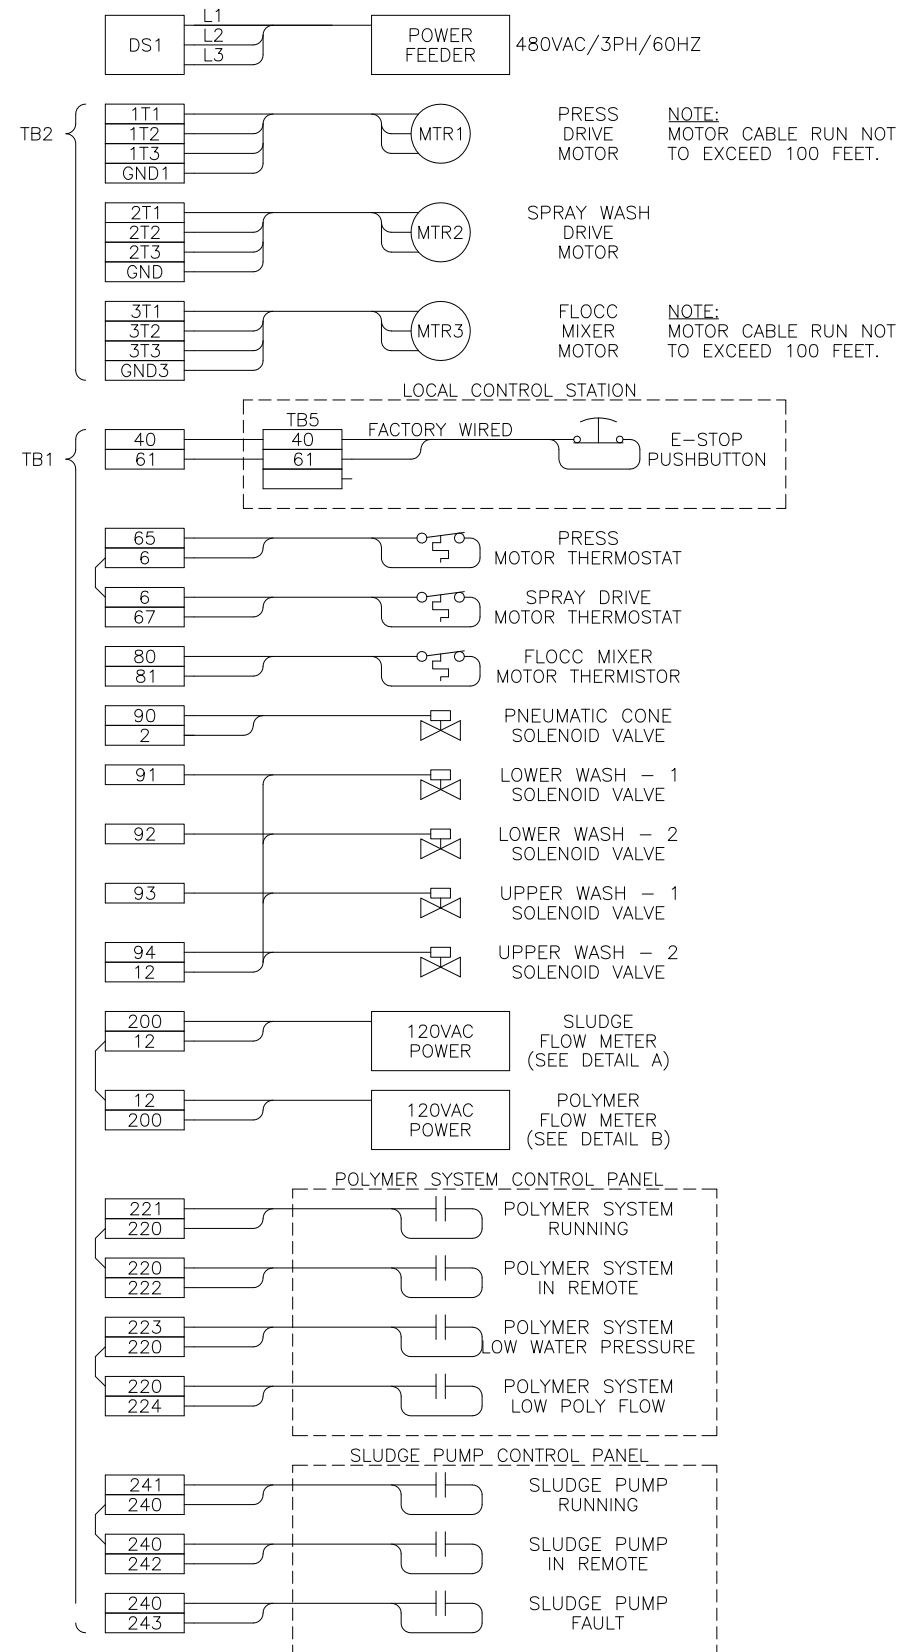 L1
L2
L3
DS1
POWER
FEEDER
480VAC/3PH/60HZ
TB2
1T1
1T2
1T3
GND1
MTR1
PRESS
DRIVE
MOTOR
NOTE:
MOTOR CABLE RUN NOT
TO EXCEED 100 FEET.
2T1
2T2
2T3
GND
MTR2
SPRAY WASH
DRIVE
MOTOR
3T1
3T2
3T3
GND3
MTR3
FLOCC
MIXER
MOTOR
NOTE:
MOTOR CABLE RUN NOT
TO EXCEED 100 FEET.
LOCAL CONTROL STATION
TB1
40
61
TB5
40
61
FACTORY WIRED
E-STOP
PUSHBUTTON
65
6
PRESS
MOTOR THERMOSTAT
6
67
SPRAY DRIVE
MOTOR THERMOSTAT
80
81
FLOCC MIXER
MOTOR THERMISTOR
90
2
PNEUMATIC CONE
SOLENOID VALVE
91
LOWER WASH - 1
SOLENOID VALVE
92
LOWER WASH - 2
SOLENOID VALVE
93
UPPER WASH - 1
SOLENOID VALVE
94
12
UPPER WASH - 2
SOLENOID VALVE
200
12
120VAC
POWER
SLUDGE
FLOW METER
(SEE DETAIL A)
12
200
120VAC
POWER
POLYMER
FLOW METER
(SEE DETAIL B)
POLYMER SYSTEM CONTROL PANEL
221
220
POLYMER SYSTEM
RUNNING
220
222
POLYMER SYSTEM
IN REMOTE
223
220
POLYMER SYSTEM
LOW WATER PRESSURE
220
224
POLYMER SYSTEM
LOW POLY FLOW
SLUDGE PUMP CONTROL PANEL
241
240
SLUDGE PUMP
RUNNING
240
242
SLUDGE PUMP
IN REMOTE
240
243
SLUDGE PUMP
FAULT